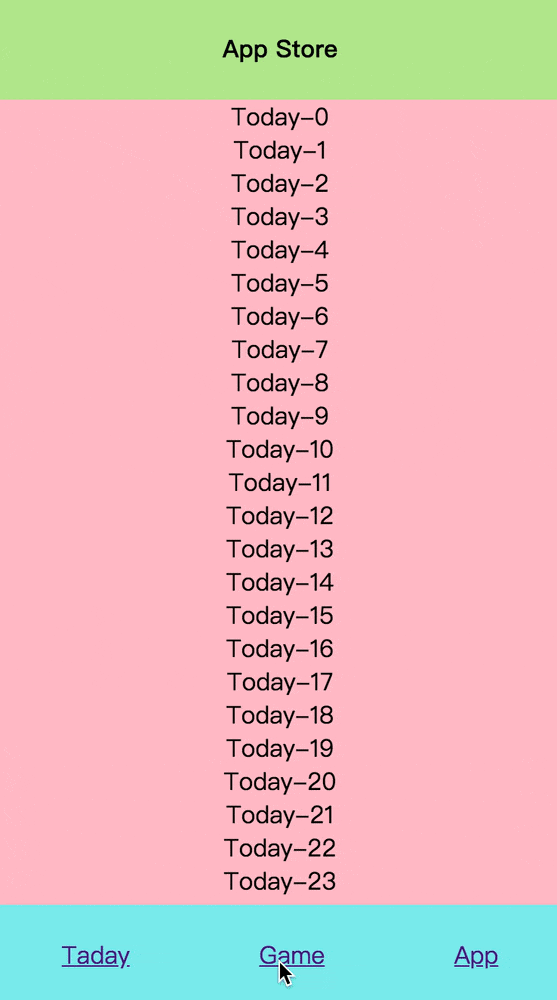 App Store
Today–0
Today–1
Today–2
Today–3
Today–4
Today–5
Today–6
Today–7
Today–8
Today–9
Today–10
Today–11
Today–12
Today–13
Today–14
Today–15
Today–16
Today–17
Today–18
Today–19
Today–20
Today–21
Today–22
Today–23
Taday Game App